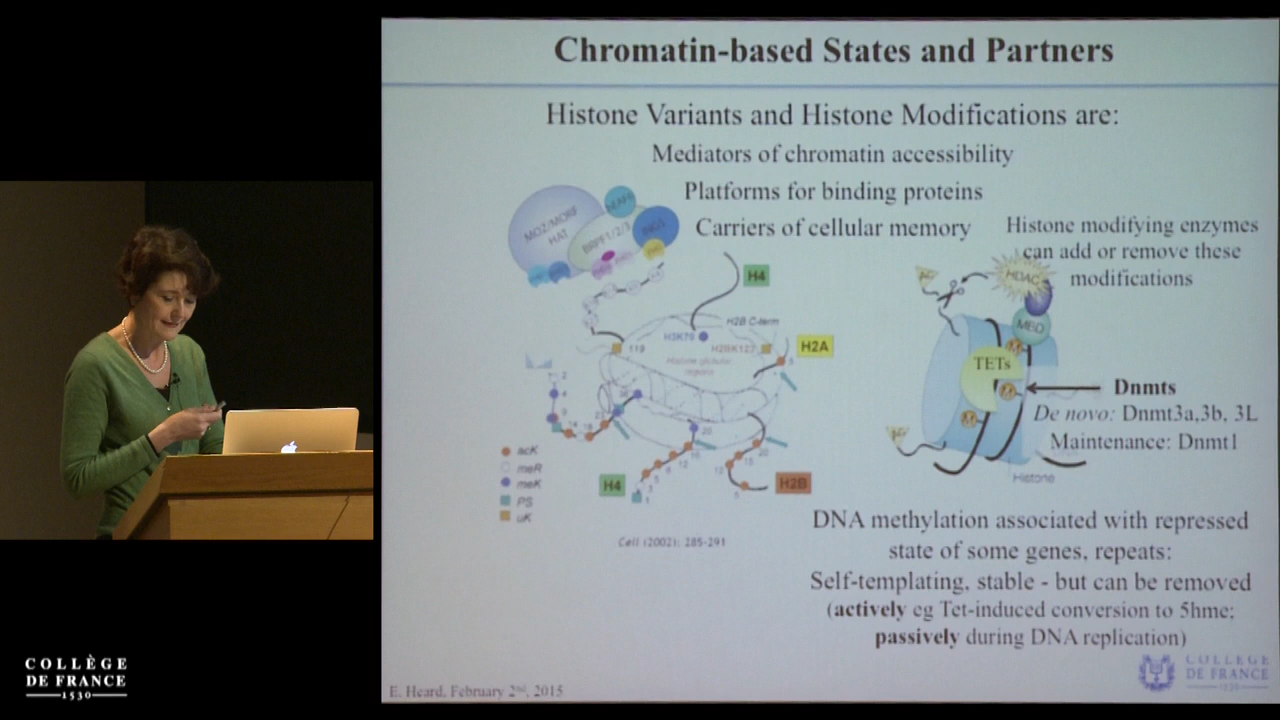 Chromatin-based States and Partners
Histone Variants and Histone Modifications are:
Mediators of chromatin accessibility
Platforms for binding proteins
Carriers of cellular memory
Histone modifying enzymes
can add or remove these
modifications
MOZ/MORF
HAT
BRPF1/2/3
ING5
H4
H2B C-term
H2BK123
H2A
119
Histone globular
regions
AC
HDAC
MBD
M
TETs
M
M
Dnmts
De novo: Dnmt3a,3b, 3L
Maintenance: Dnmt1
Histone
acK
meR
meK
PS
uK
H4
H2B
Cell (2002); 285-291
DNA methylation associated with repressed
state of some genes, repeats:
Self-templating, stable - but can be removed
(actively eg Tet-induced conversion to 5hme;
passively during DNA replication)
E. Heard, February 2nd, 2015
COLLEGE
DE FRANCE
1530
COLLÈGE
DE FRANCE
1530